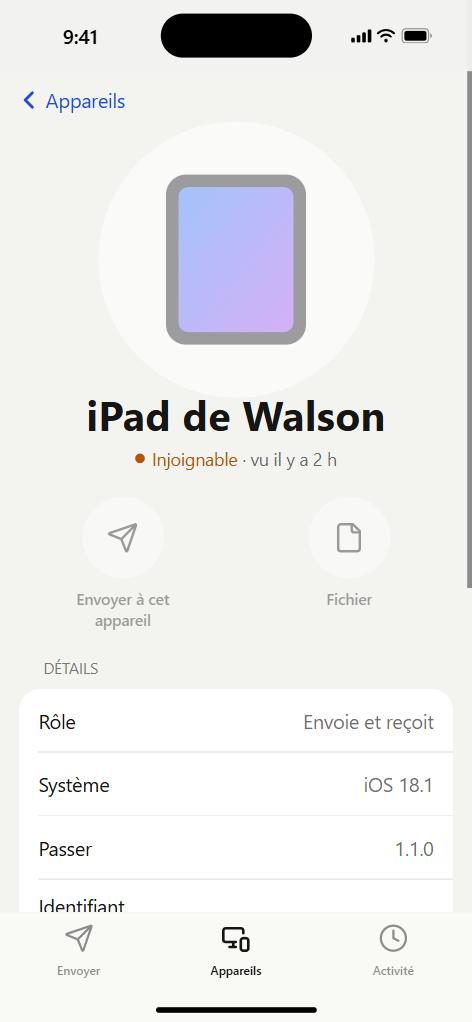 9:41
Appareils
iPad de Walson
Injoignable · vu il y a 2 h
Envoyer à cet
appareil
Fichier
DÉTAILS
Rôle
Envoie et reçoit
Système
iOS 18.1
Passer
1.1.0
Identifiant
Envoyer
Appareils
Activité